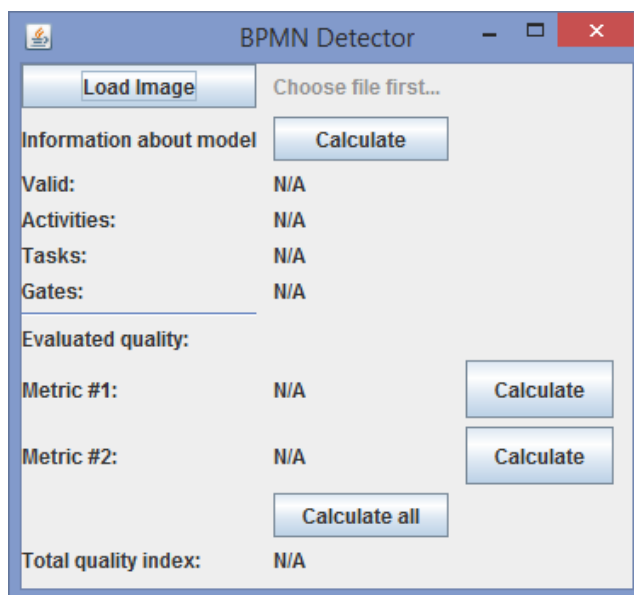 BPMN Detector
Load Image Choose file first...
Information about model Calculate
Valid: N/A
Activities: N/A
Tasks: N/A
Gates: N/A
Evaluated quality:
Metric #1: N/A Calculate
Metric #2: N/A Calculate
Calculate all
Total quality index: N/A